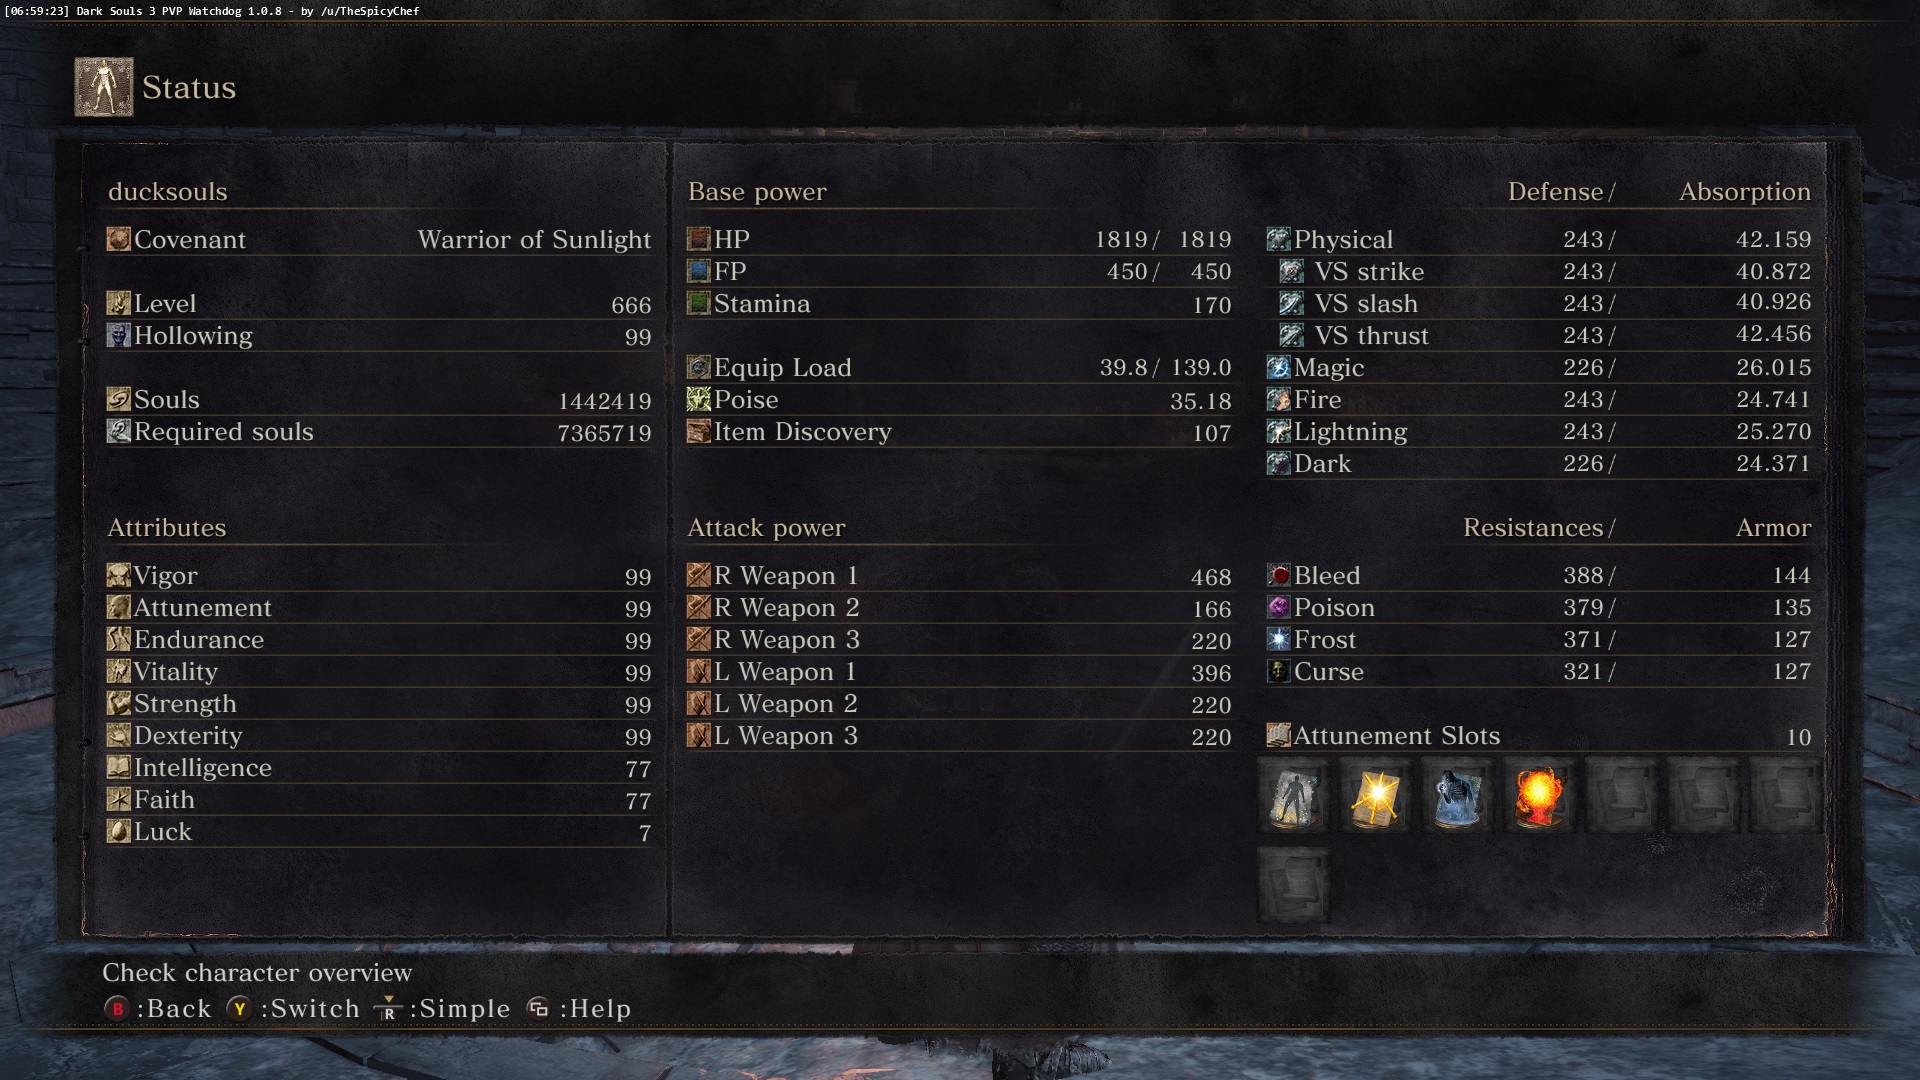 [06:59:23] Dark Souls 3 PVP Watchdog 1.0.8 - by /u/TheSpicyChef
Status
ducksouls
Covenant Warrior of Sunlight
Level 666
Hollowing 99
Souls 1442419
Required souls 7365719
Attributes
Vigor 99
Attunement 99
Endurance 99
Vitality 99
Strength 99
Dexterity 99
Intelligence 77
Faith 77
Luck 7
Base power
HP 1819/ 1819
FP 450/ 450
Stamina 170
Equip Load 39.8/ 139.0
Poise 35.18
Item Discovery 107
Attack power
R Weapon 1 468
R Weapon 2 166
R Weapon 3 220
L Weapon 1 396
L Weapon 2 220
L Weapon 3 220
Defense/ Absorption
Physical 243/ 42.159
VS strike 243/ 40.872
VS slash 243/ 40.926
VS thrust 243/ 42.456
Magic 226/ 26.015
Fire 243/ 24.741
Lightning 243/ 25.270
Dark 226/ 24.371
Resistances/ Armor
Bleed 388/ 144
Poison 379/ 135
Frost 371/ 127
Curse 321/ 127
Attunement Slots 10
Check character overview
B :Back Y :Switch R :Simple :Help